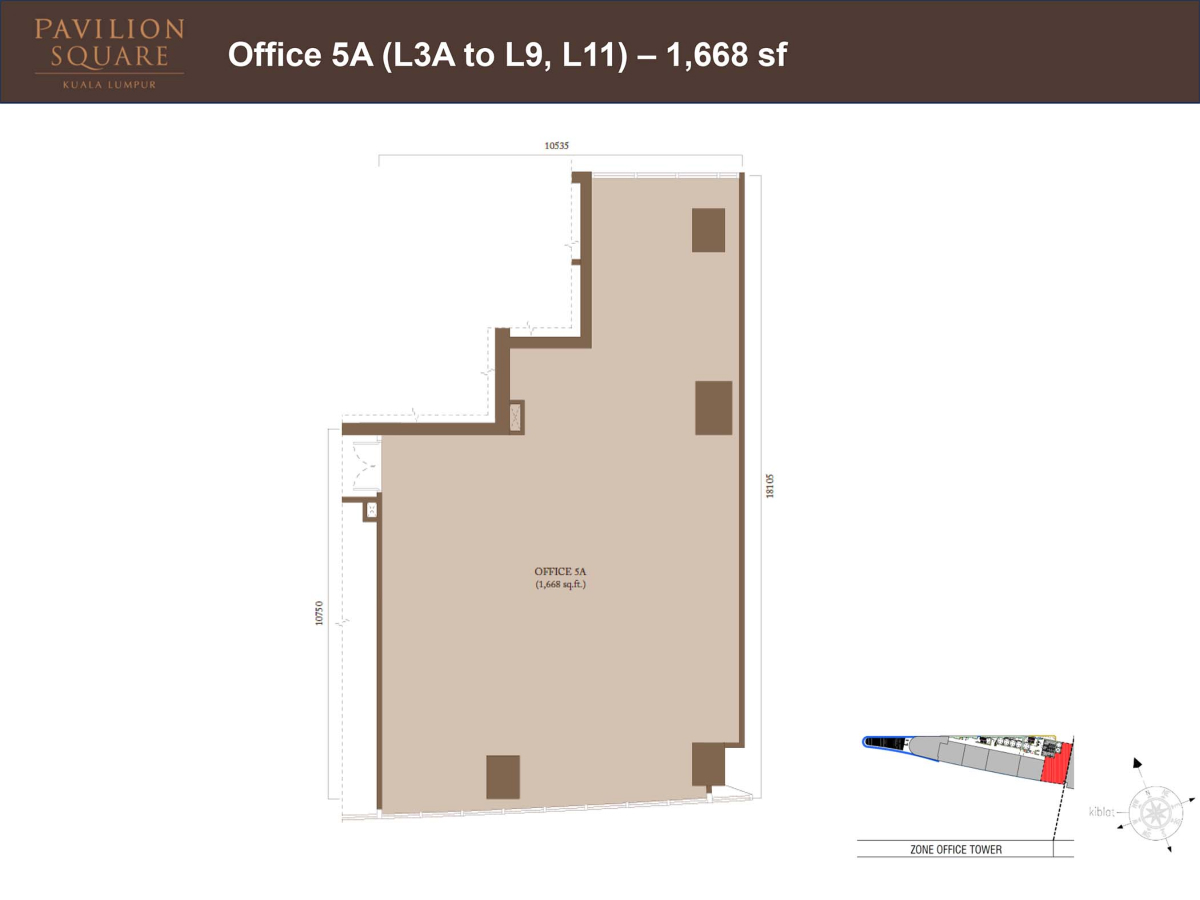 PAVILION
SQUARE
KUALA LUMPUR
Office 5A (L3A to L9, L11) – 1,668 sf
10535
18105
10750
OFFICE 5A
(1,668 sq.ft.)
kiblat
ZONE OFFICE TOWER